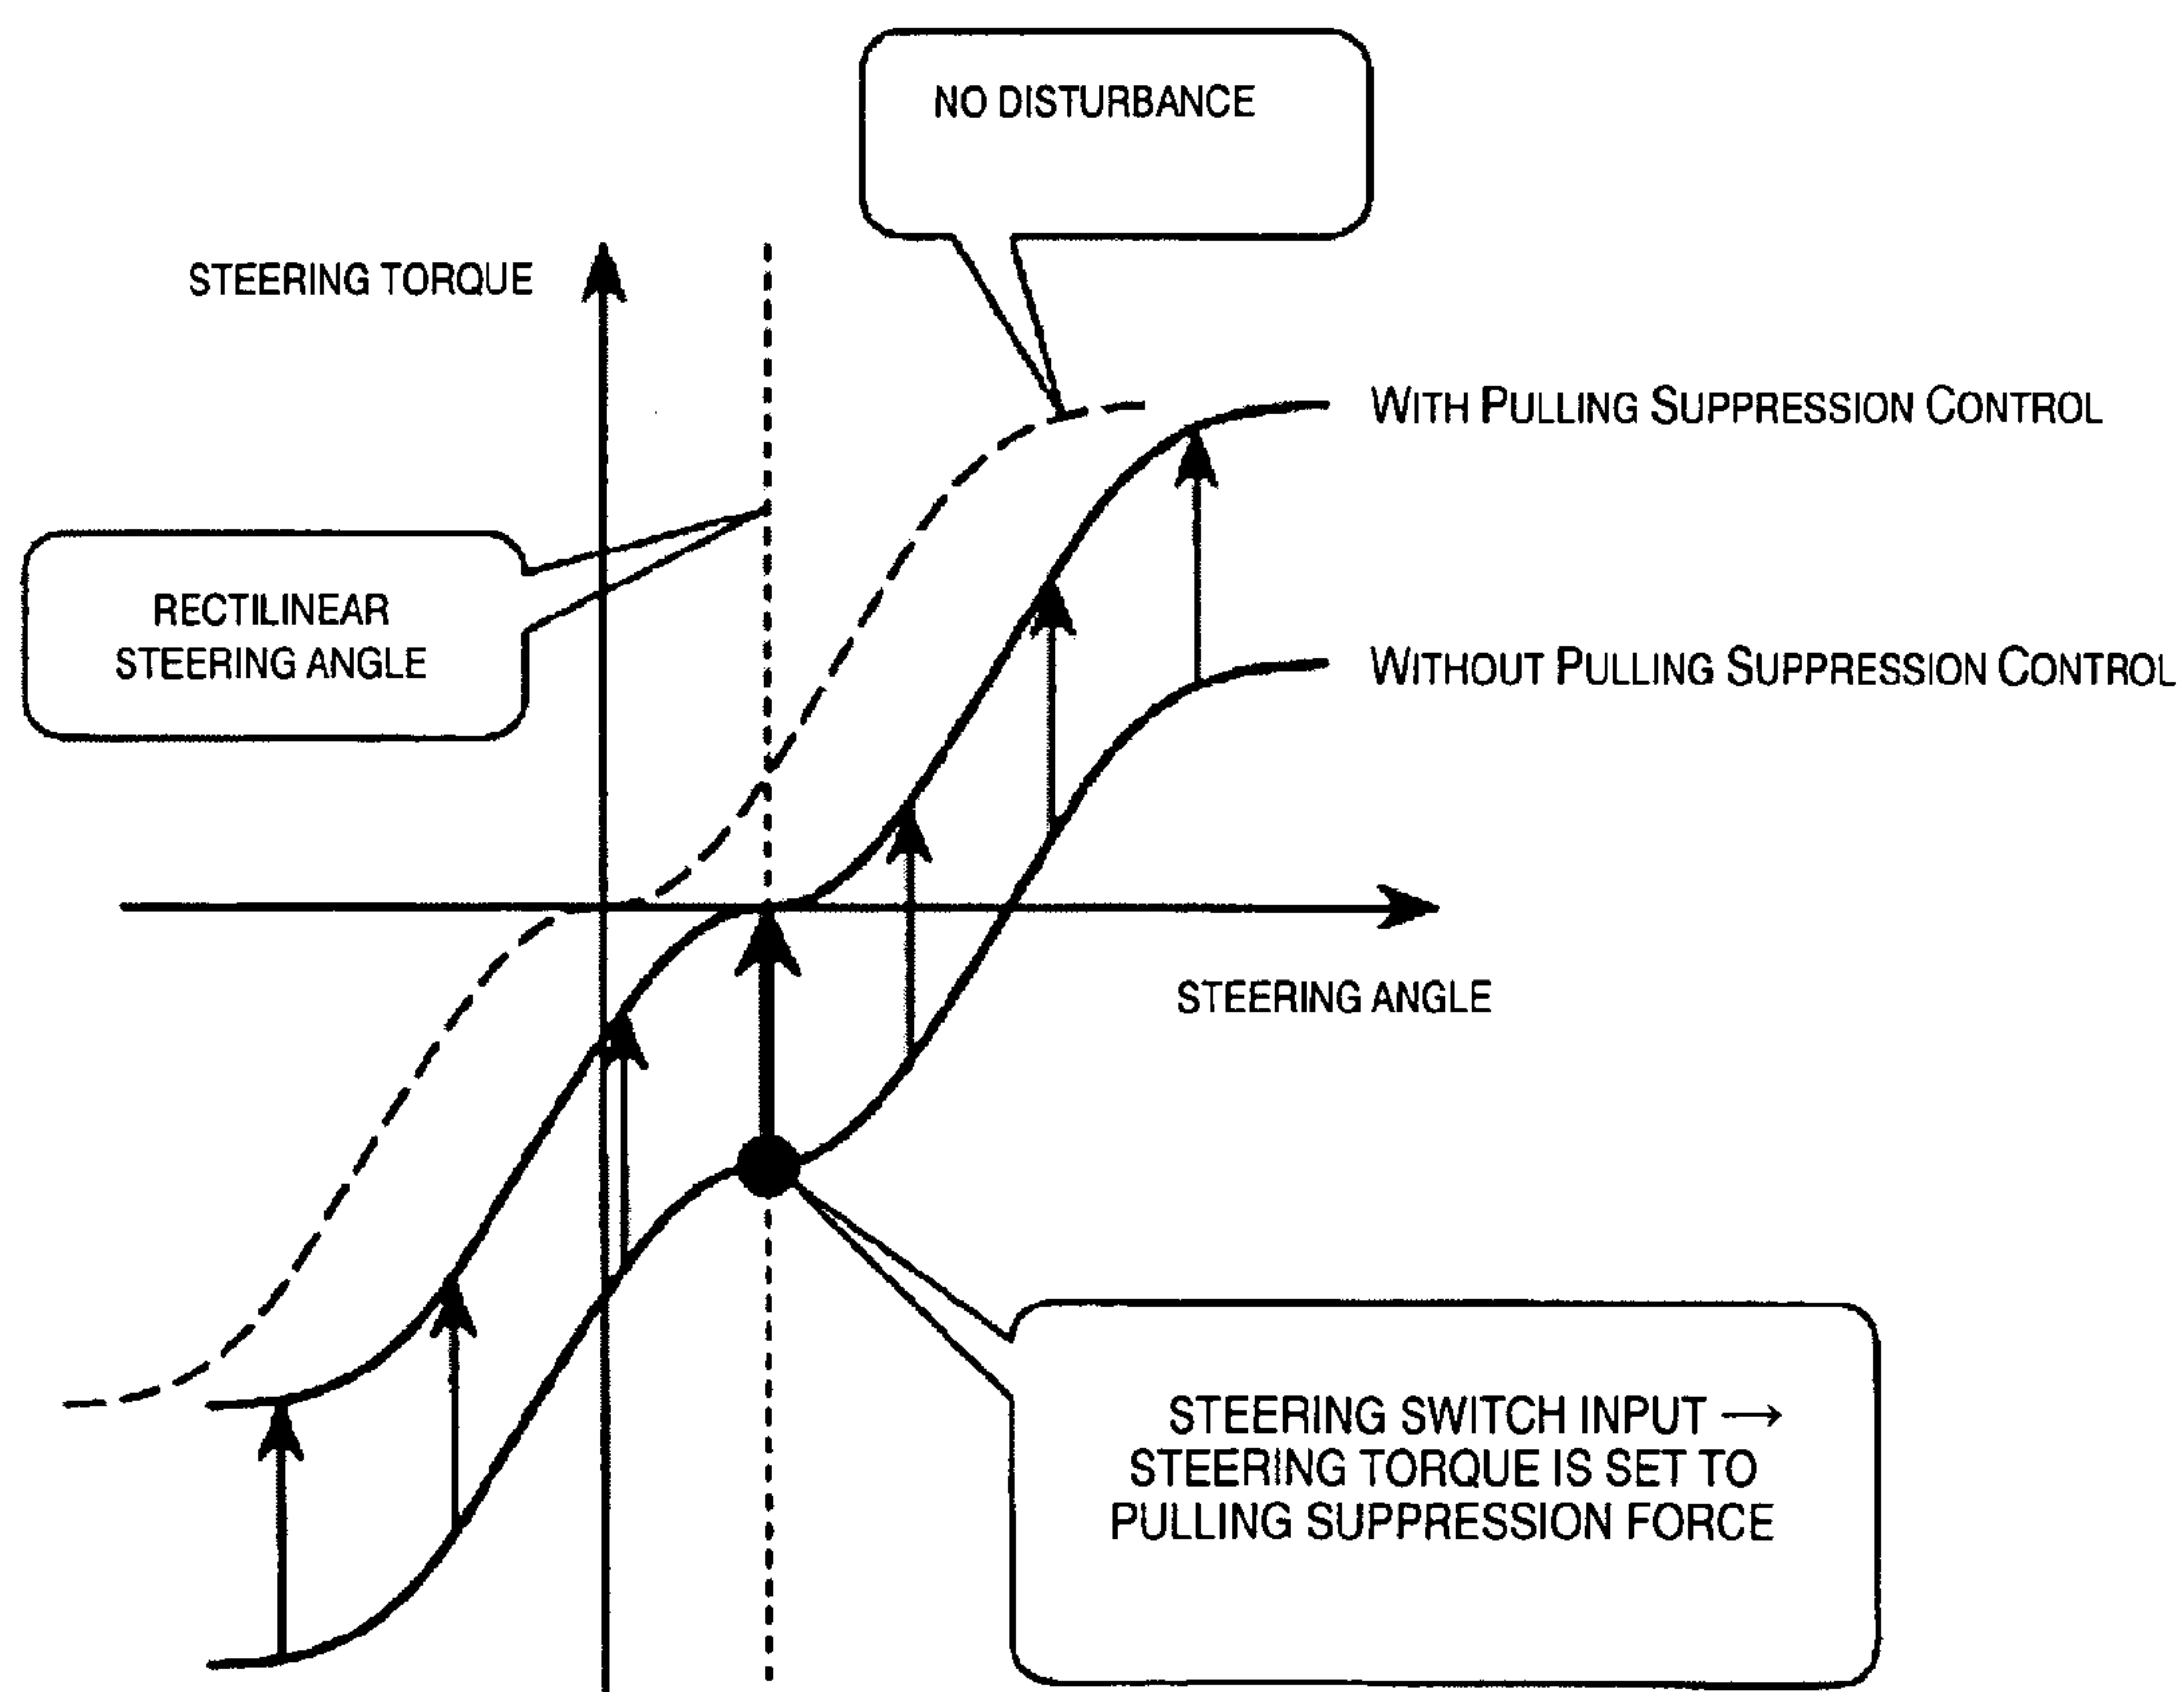 NO DISTURBANCE
STEERING TORQUE
WITH PULLING SUPPRESSION CONTROL
RECTILINEAR
STEERING ANGLE
WITHOUT PULLING SUPPRESSION CONTROL
STEERING ANGLE
STEERING SWITCH INPUT →
STEERING TORQUE IS SET TO
PULLING SUPPRESSION FORCE